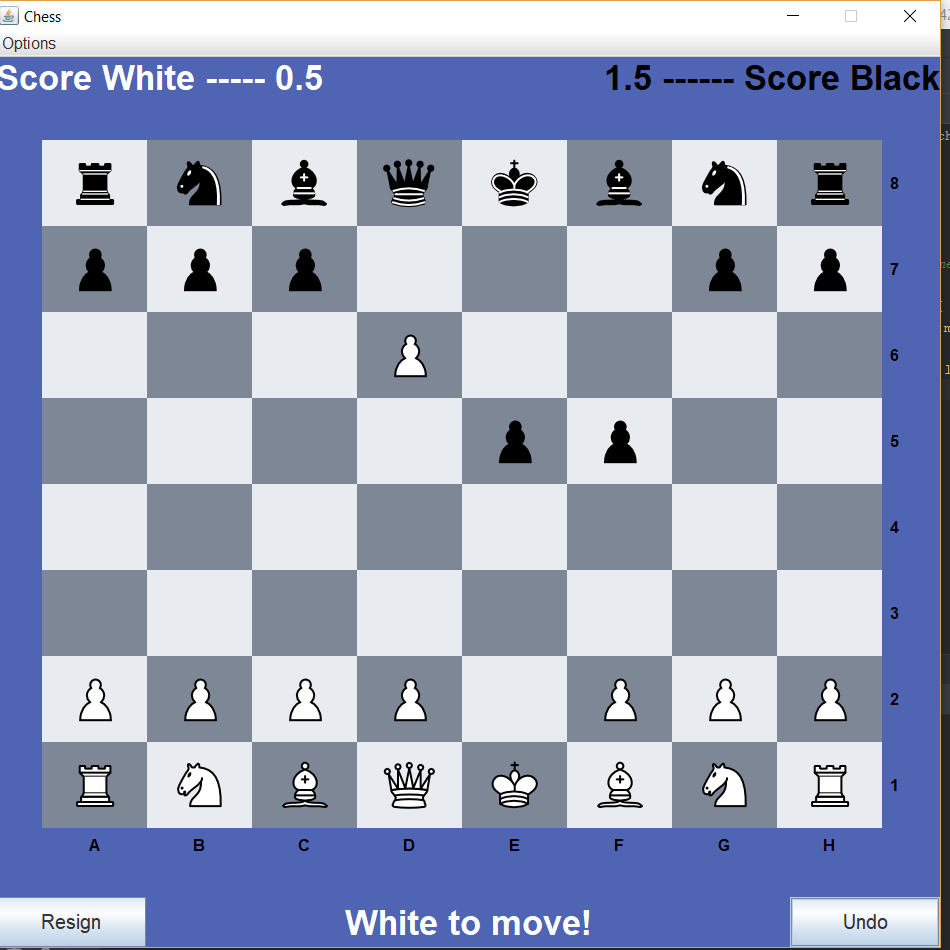 Chess
Options
Score White ----- 0.5
1.5 ------ Score Black
8
7
6
5
4
3
2
1
A B C D E F G H
Resign
White to move!
Undo